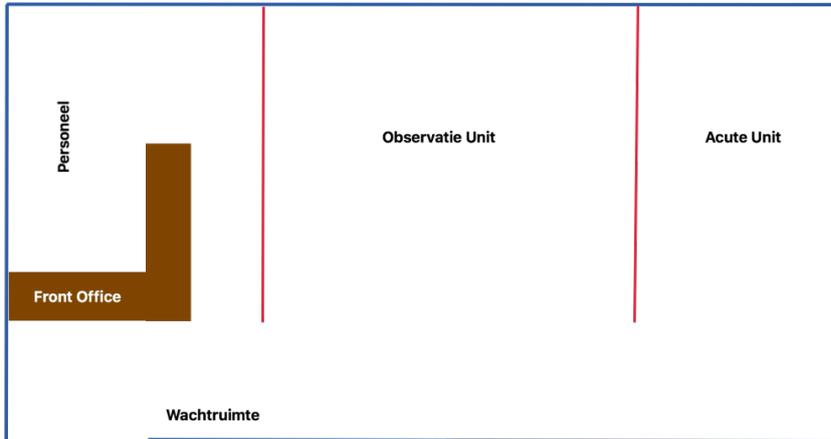 Personeel
Observatie Unit
Acute Unit
Front Office
Wachtruimte